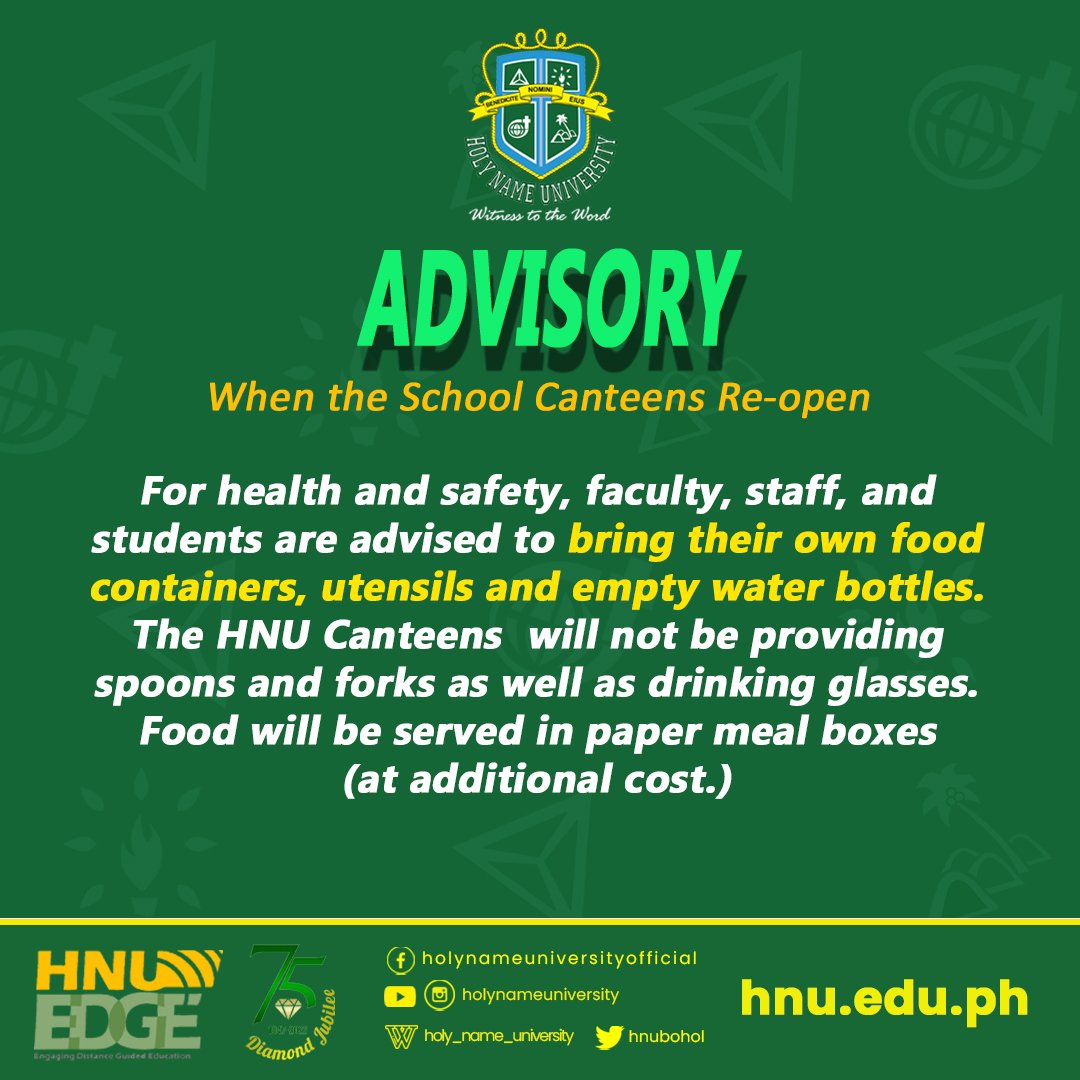 BENEDICITE NOMINI EIUS
HOLY NAME UNIVERSITY
Witness to the Word
ADVISORY
When the School Canteens Re-open
For health and safety, faculty, staff, and
students are advised to bring their own food
containers, utensils and empty water bottles.
The HNU Canteens will not be providing
spoons and forks as well as drinking glasses.
Food will be served in paper meal boxes
(at additional cost.)
HNU
EDGE
Engaging Distance Guided Education
75
Diamond Jubilee
holynameuniversityofficial
holynameuniversity
holy_name_university
hnubohol
hnu.edu.ph